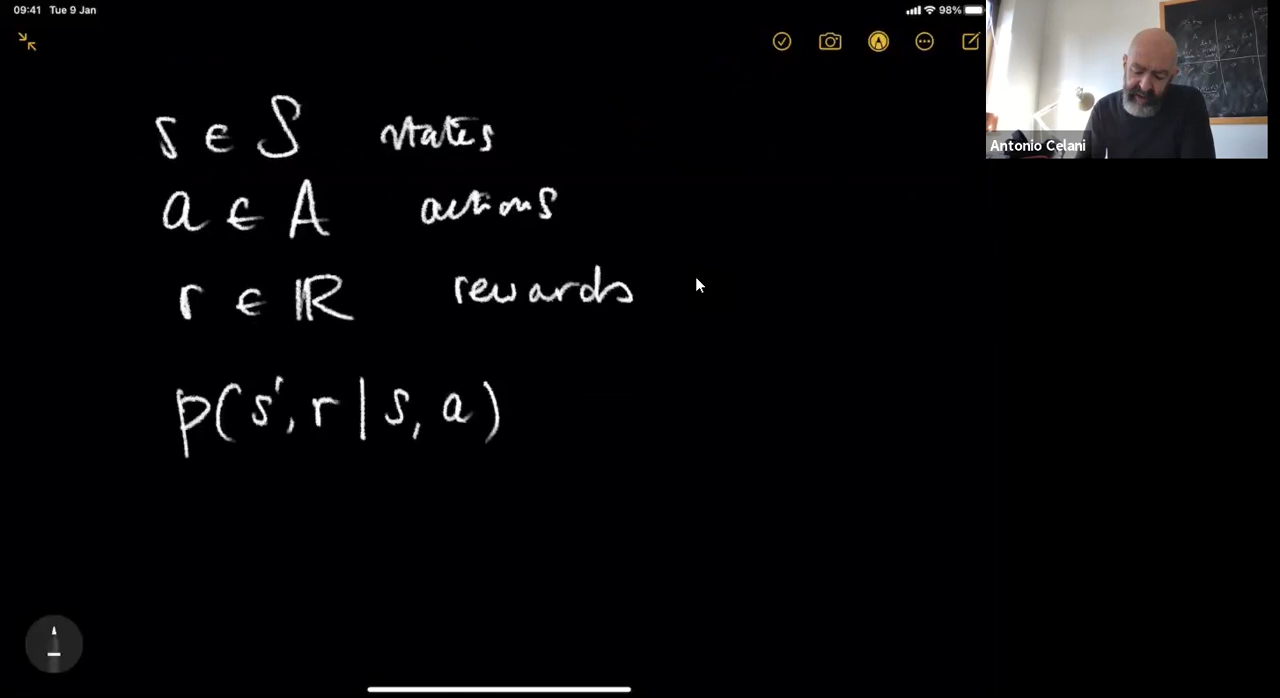 09:41 Tue 9 Jan
98%
Antonio Celani
s ∈ S states
a ∈ A actions
r ∈ ℝ rewards
p(s', r | s, a)